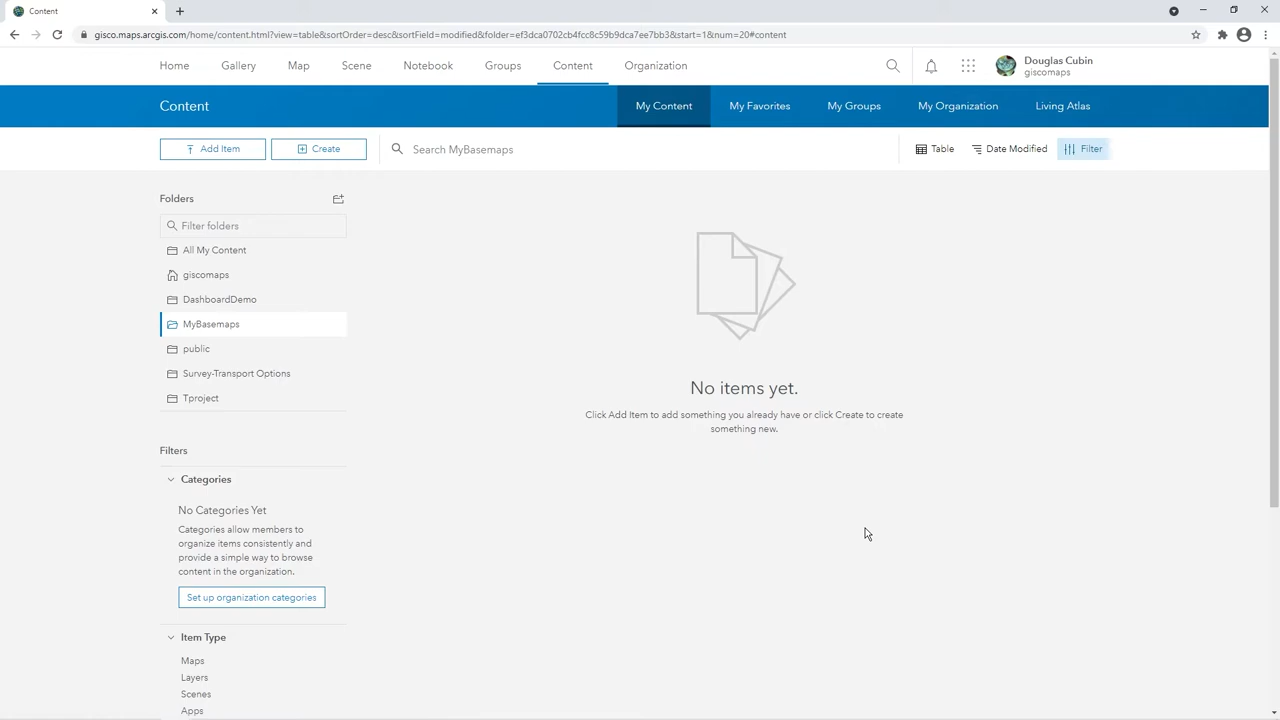 Content
gisco.maps.arcgis.com/home/content.html?view=table&sortOrder=desc&sortField=modified&folder=ef3dca0702cb4fcc8c59b9dca7ee7bb3&start=1&num=20#content
Home Gallery Map Scene Notebook Groups Content Organization
Douglas Cubin
giscomaps
Content
My Content My Favorites My Groups My Organization Living Atlas
Add Item Create Search MyBasemaps Table Date Modified Filter
Folders
Filter folders
All My Content
giscomaps
DashboardDemo
MyBasemaps
public
Survey-Transport Options
Tproject
No items yet.
Click Add Item to add something you already have or click Create to create
something new.
Filters
Categories
No Categories Yet
Categories allow members to
organize items consistently and
provide a simple way to browse
content in the organization.
Set up organization categories
Item Type
Maps
Layers
Scenes
Apps